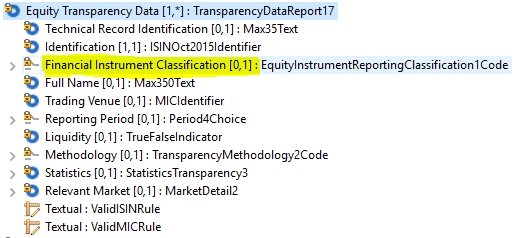 Equity Transparency Data [1,*] : TransparencyDataReport17
Technical Record Identification [0,1] : Max35Text
Identification [1,1] : ISINOct2015Identifier
Financial Instrument Classification [0,1] : EquityInstrumentReportingClassification1Code
Full Name [0,1] : Max350Text
Trading Venue [0,1] : MICIdentifier
Reporting Period [0,1] : Period4Choice
Liquidity [0,1] : TrueFalseIndicator
Methodology [0,1] : TransparencyMethodology2Code
Statistics [0,1] : StatisticsTransparency3
Relevant Market [0,1] : MarketDetail2
Textual : ValidISINRule
Textual : ValidMICRule